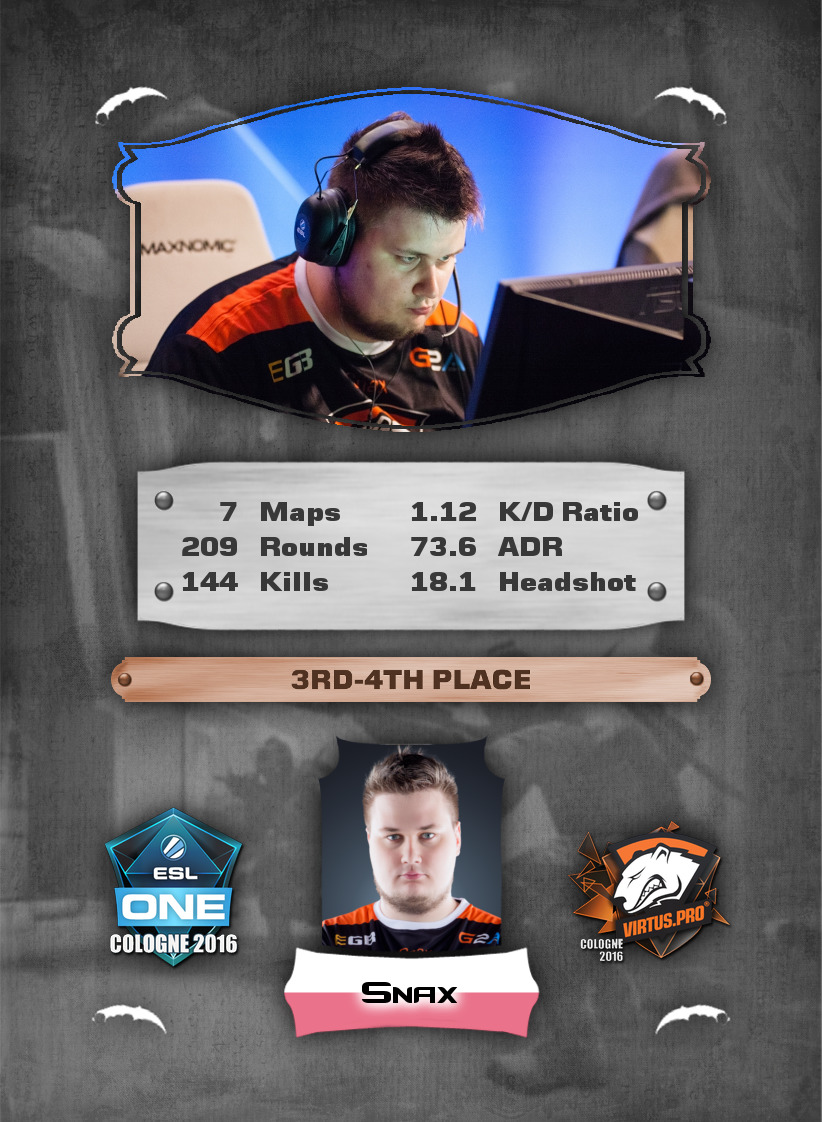 MAXNOMIC
ESL
EGB
G2A
7 Maps 1.12 K/D Ratio
209 Rounds 73.6 ADR
144 Kills 18.1 Headshot
3RD-4TH PLACE
ESL
ONE
COLOGNE 2016
EGB
G2A
VIRTUS.PRO®
COLOGNE
2016
Snax